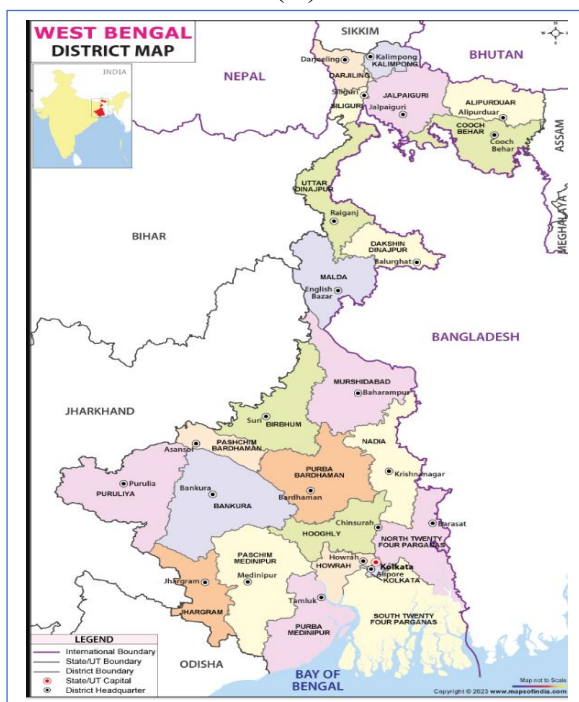 WEST BENGAL
DISTRICT MAP
INDIA
SIKKIM
BHUTAN
NEPAL
Darjeeling
Kalimpong
KALIMPONG
DARJILING
Siliguri
SILIGURI
JALPAIGURI
Jalpaiguri
ALIPURDUAR
Alipurduar
COOCH
BEHAR
Cooch
Behar
ASSAM
MEGHALAYA
UTTAR
DINAJPUR
Raiganj
BIHAR
DAKSHIN
DINAJPUR
Balurghat
MALDA
English
Bazar
BANGLADESH
MURSHIDABAD
Baharampur
JHARKHAND
Suri
BIRBHUM
NADIA
PASHCHIM
BARDHAMAN
Asansol
PURBA
BARDHAMAN
Krishnanagar
Purulia
PURULIYA
Bankura
BANKURA
Bardhaman
Chinsurah
HOOGHLY
Barasat
NORTH TWENTY
FOUR PARGANAS
PASCHIM
MEDINIPUR
Howrah
HOWRAH
Kolkata
Alipore
KOLKATA
Jhargram
JHARGRAM
Medinipur
Tamluk
SOUTH TWENTY
FOUR PARGANAS
PURBA
MEDINIPUR
LEGEND
International Boundary
State/UT Boundary
District Boundary
State/UT Capital
District Headquarter
ODISHA
BAY OF
BENGAL
Map not to Scale
Copyright © 2023 www.mapsofindia.com